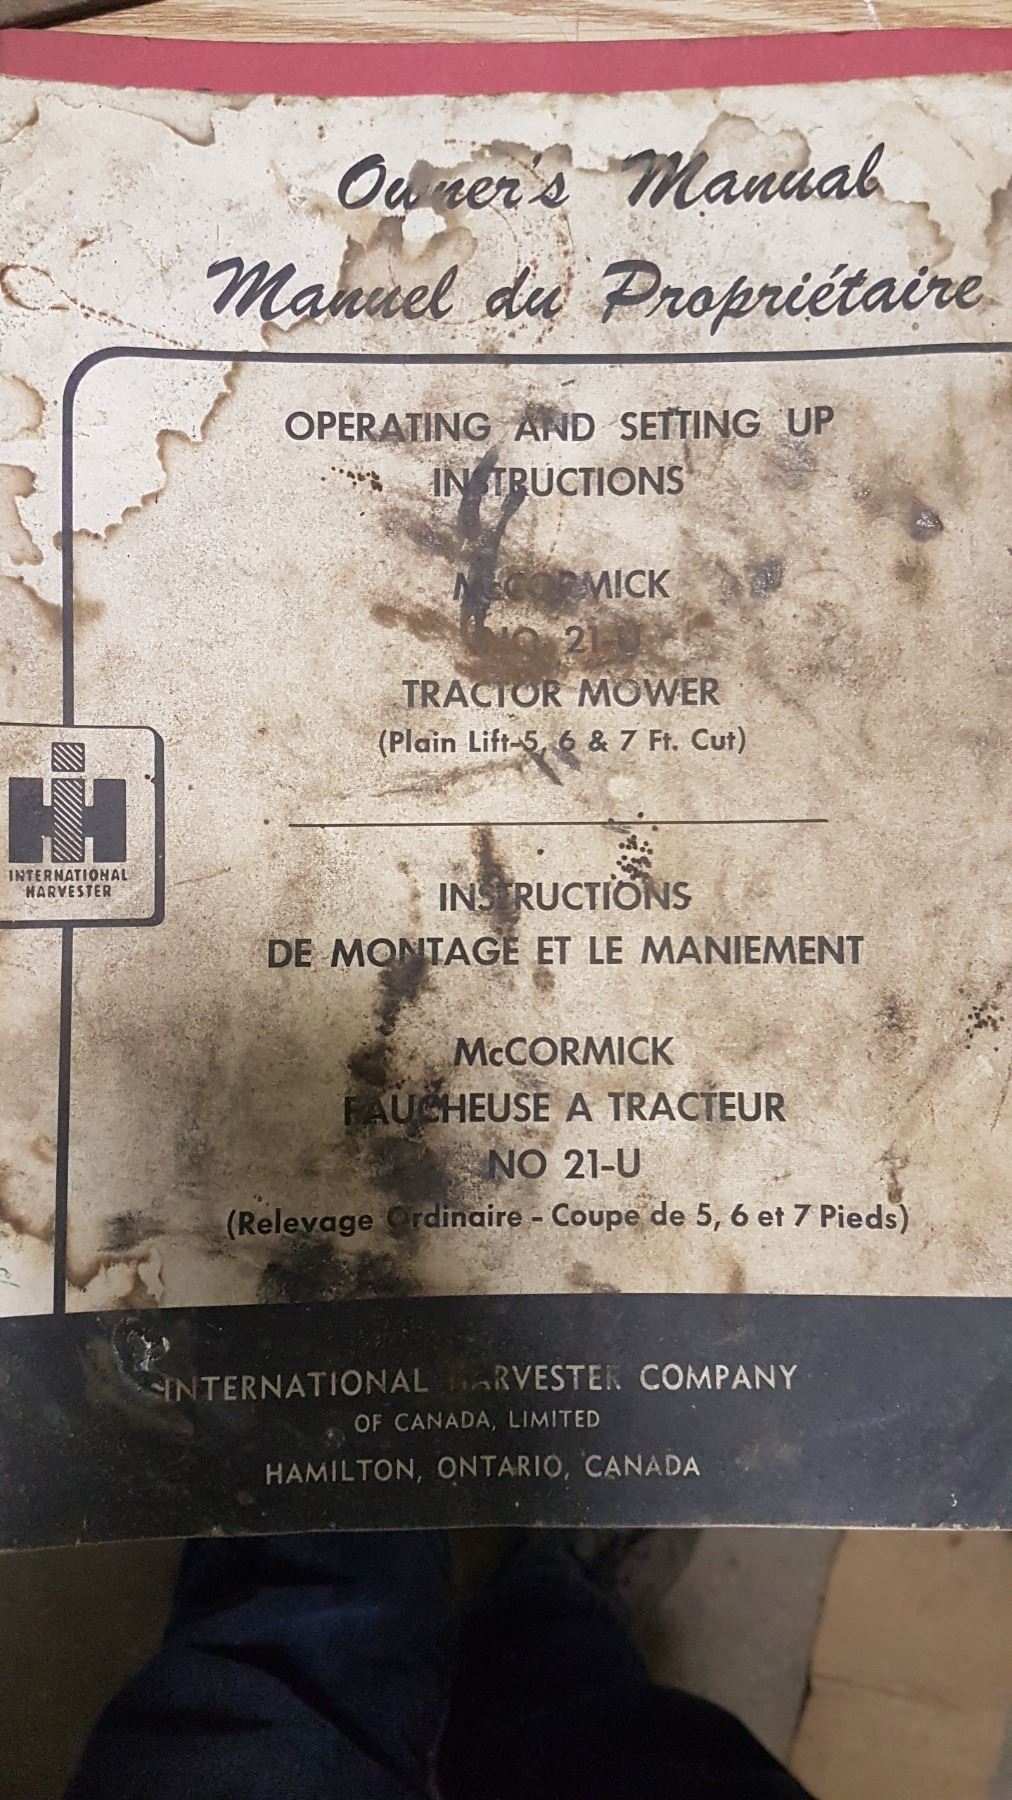 Owner's Manual
Manuel du Propriétaire
OPERATING AND SETTING UP
INSTRUCTIONS
McCORMICK
NO 21-U
TRACTOR MOWER
(Plain Lift-5, 6 & 7 Ft. Cut)
IH
INTERNATIONAL
HARVESTER
INSTRUCTIONS
DE MONTAGE ET LE MANIEMENT
McCORMICK
FAUCHEUSE A TRACTEUR
NO 21-U
(Relevage Ordinaire - Coupe de 5, 6 et 7 Pieds)
INTERNATIONAL HARVESTER COMPANY
OF CANADA, LIMITED
HAMILTON, ONTARIO, CANADA